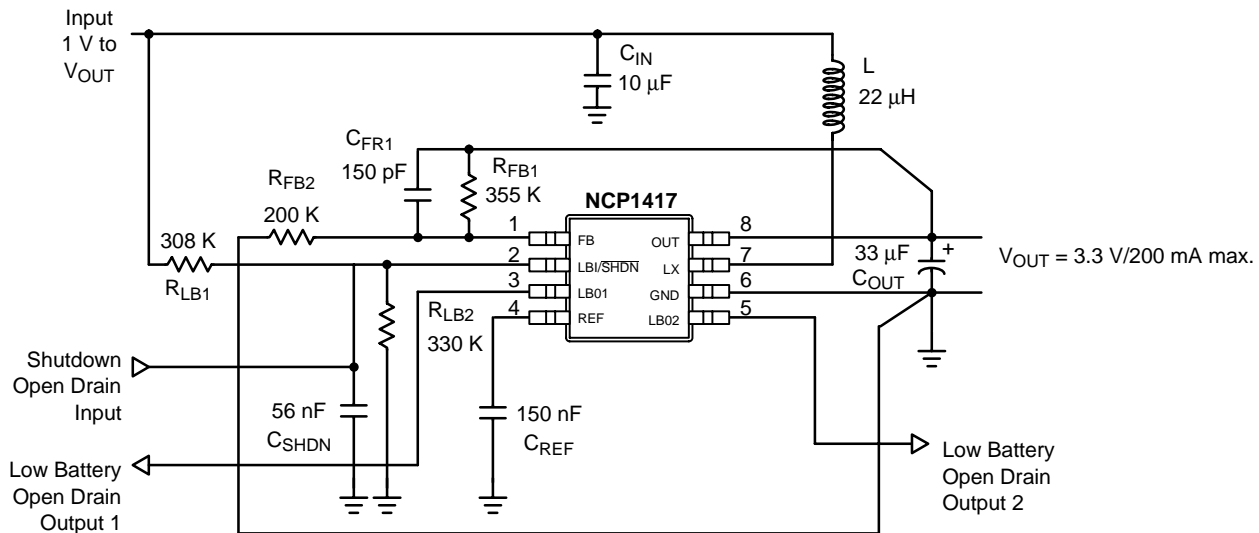 Input
1 V to
VOUT
CIN
10 μF
L
22 μH
CFR1
150 pF
RFB1
355 K
RFB2
200 K
308 K
RLB1
NCP1417
1
FB
2
LBI/SHDN
3
LB01
4
REF
OUT
8
LX
7
GND
6
LB02
5
33 μF
+
COUT
VOUT = 3.3 V/200 mA max.
RLB2
330 K
Shutdown
Open Drain
Input
56 nF
CSHDN
150 nF
CREF
Low Battery
Open Drain
Output 1
Low Battery
Open Drain
Output 2